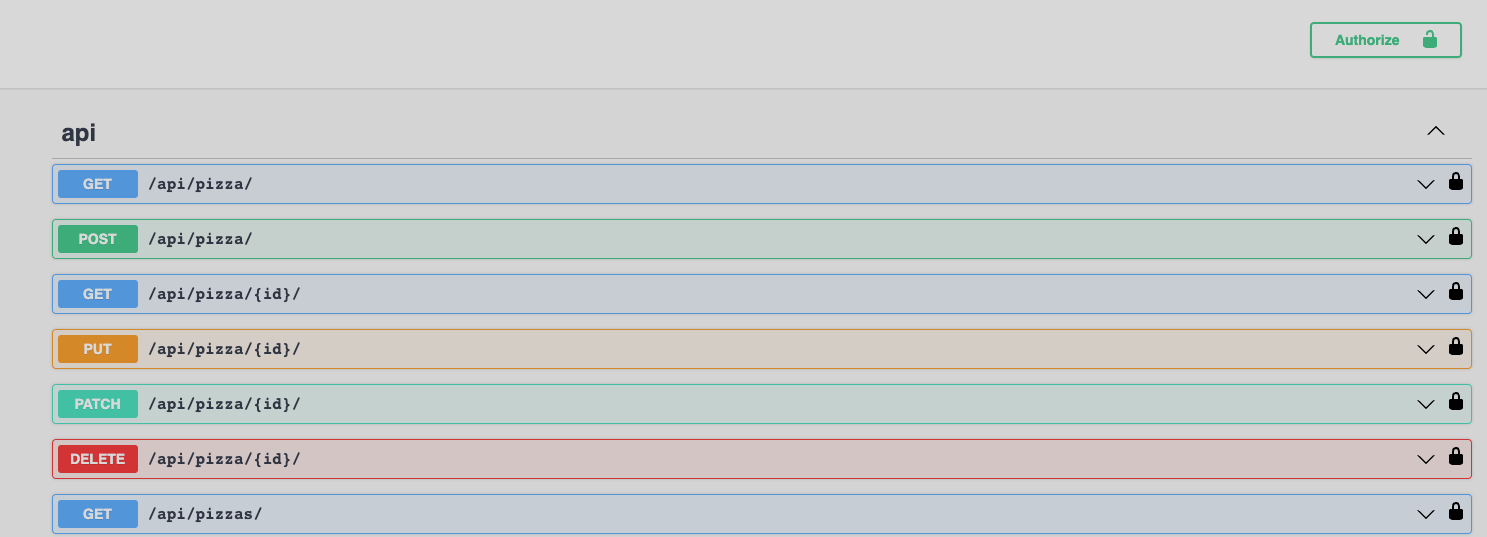 Authorize
api
GET /api/pizza/
POST /api/pizza/
GET /api/pizza/{id}/
PUT /api/pizza/{id}/
PATCH /api/pizza/{id}/
DELETE /api/pizza/{id}/
GET /api/pizzas/